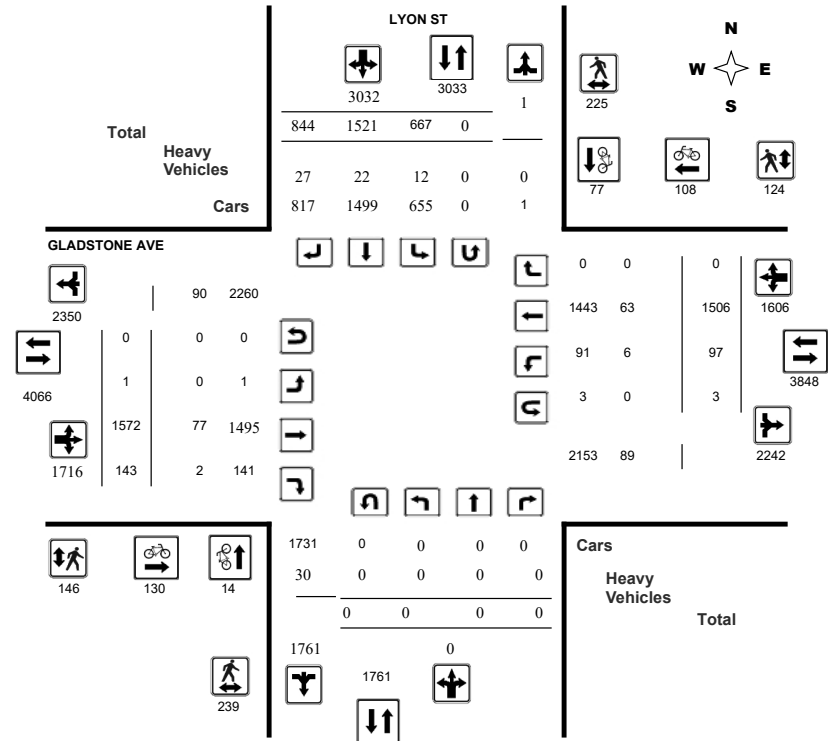 LYON ST
N
W E
S
3032 3033 1 225
Total 844 1521 667 0
Heavy
Vehicles 27 22 12 0 0
Cars 817 1499 655 0 1
77 108 124
GLADSTONE AVE
2350 90 2260
0 0 0
4066 1 0 1
1572 77 1495
1716 143 2 141
0 0 0 1606
1443 63 1506
91 6 97 3848
3 0 3
2153 89 2242
146 130 14
1731 0 0 0 0 Cars
30 0 0 0 0 Heavy
Vehicles
0 0 0 0 Total
1761 1761 0
239